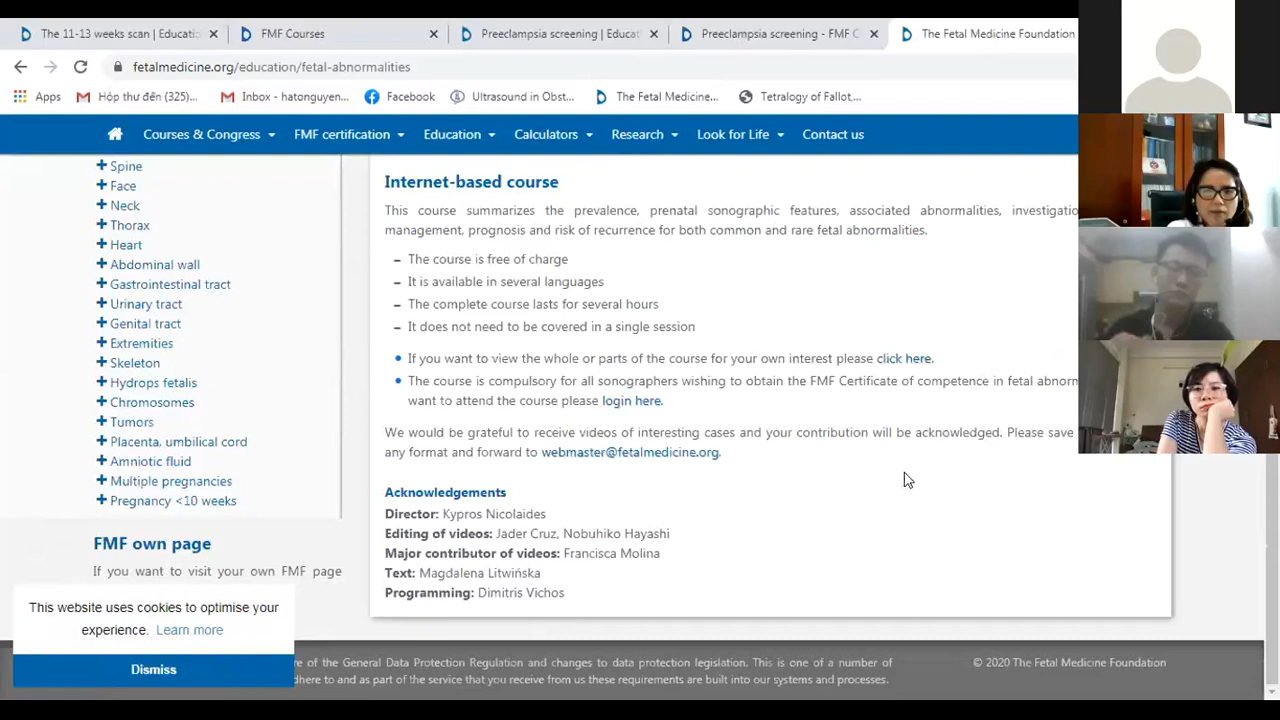 The 11-13 weeks scan | Educatio
FMF Courses
Preeclampsia screening | Educat
Preeclampsia screening - FMF C
The Fetal Medicine Foundation
fetalmedicine.org/education/fetal-abnormalities
Apps
Hộp thư đến (325)...
Inbox - hatonguyen...
Facebook
Ultrasound in Obst...
The Fetal Medicine...
Tetralogy of Fallot,...
Courses & Congress
FMF certification
Education
Calculators
Research
Look for Life
Contact us
Spine
Face
Neck
Thorax
Heart
Abdominal wall
Gastrointestinal tract
Urinary tract
Genital tract
Extremities
Skeleton
Hydrops fetalis
Chromosomes
Tumors
Placenta, umbilical cord
Amniotic fluid
Multiple pregnancies
Pregnancy <10 weeks
FMF own page
If you want to visit your own FMF page
Internet-based course
This course summarizes the prevalence, prenatal sonographic features, associated abnormalities, investigatio
management, prognosis and risk of recurrence for both common and rare fetal abnormalities.
– The course is free of charge
– It is available in several languages
– The complete course lasts for several hours
– It does not need to be covered in a single session
• If you want to view the whole or parts of the course for your own interest please click here.
• The course is compulsory for all sonographers wishing to obtain the FMF Certificate of competence in fetal abnorm
want to attend the course please login here.
We would be grateful to receive videos of interesting cases and your contribution will be acknowledged. Please save
any format and forward to webmaster@fetalmedicine.org.
Acknowledgements
Director: Kypros Nicolaides
Editing of videos: Jader Cruz, Nobuhiko Hayashi
Major contributor of videos: Francisca Molina
Text: Magdalena Litwińska
Programming: Dimitris Vichos
This website uses cookies to optimise your
experience. Learn more
Dismiss
re of the General Data Protection Regulation and changes to data protection legislation. This is one of a number of
dhere to and as part of the service that you receive from us these requirements are built into our systems and processes.
© 2020 The Fetal Medicine Foundation